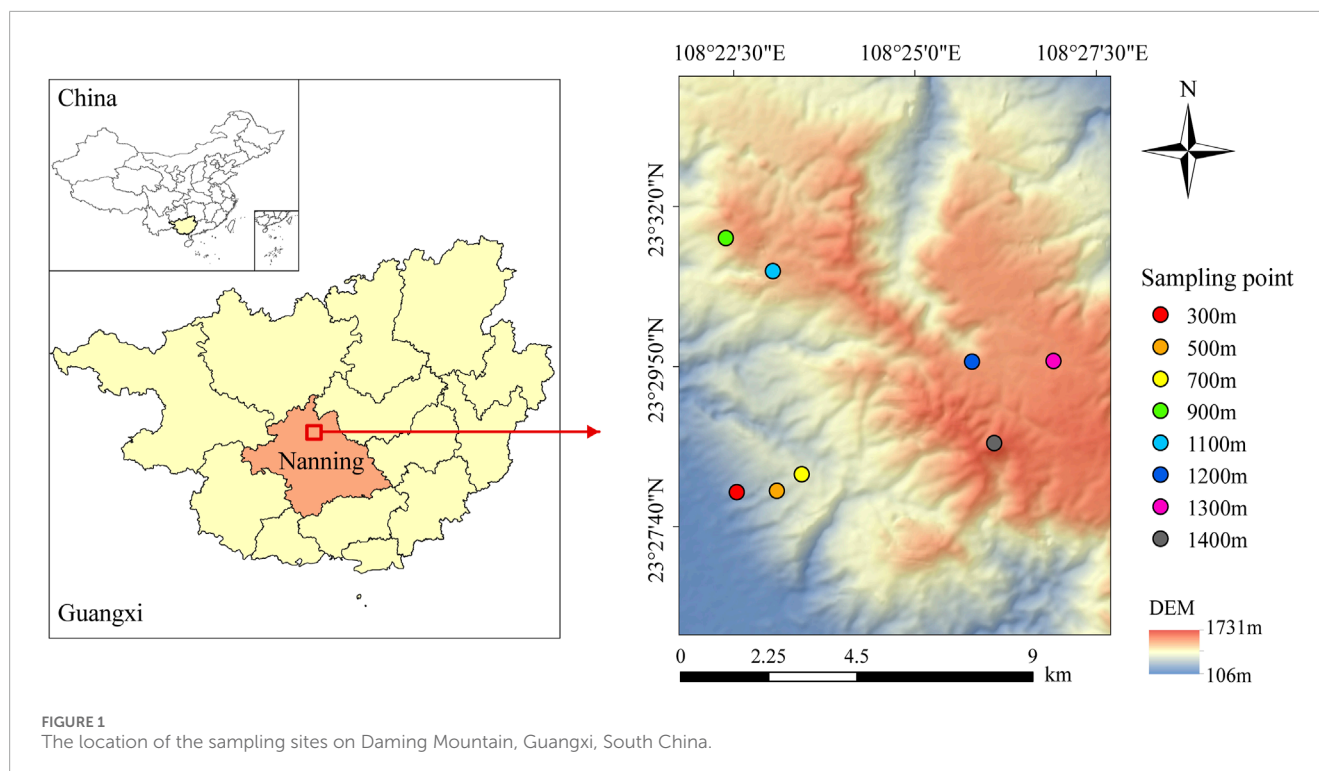 China
Nanning
Guangxi
108°22'30"E 108°25'0"E 108°27'30"E
23°32'0"N
23°29'50"N
23°27'40"N
N
Sampling point
300m
500m
700m
900m
1100m
1200m
1300m
1400m
DEM
1731m
106m
0 2.25 4.5 9
km
FIGURE 1
The location of the sampling sites on Daming Mountain, Guangxi, South China.